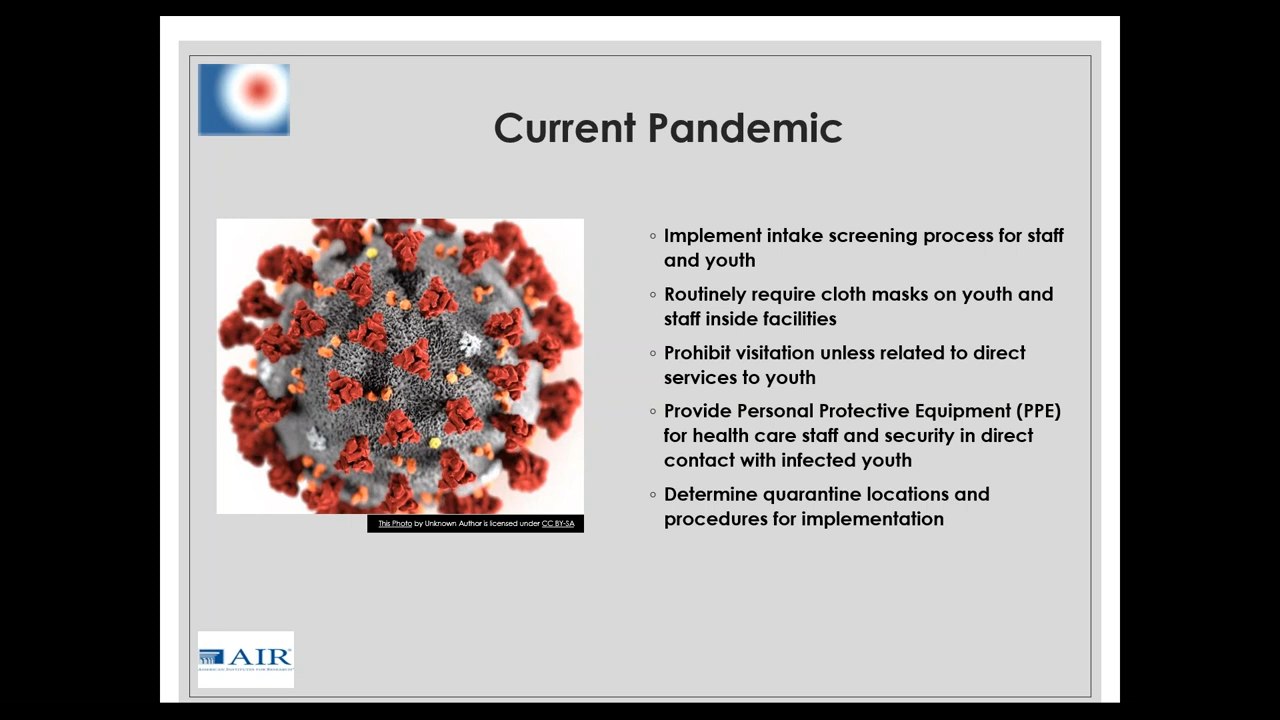 Current Pandemic
◦ Implement intake screening process for staff
and youth
◦ Routinely require cloth masks on youth and
staff inside facilities
◦ Prohibit visitation unless related to direct
services to youth
◦ Provide Personal Protective Equipment (PPE)
for health care staff and security in direct
contact with infected youth
◦ Determine quarantine locations and
procedures for implementation
This Photo by Unknown Author is licensed under CC BY-SA
AIR
AMERICAN INSTITUTES FOR RESEARCH